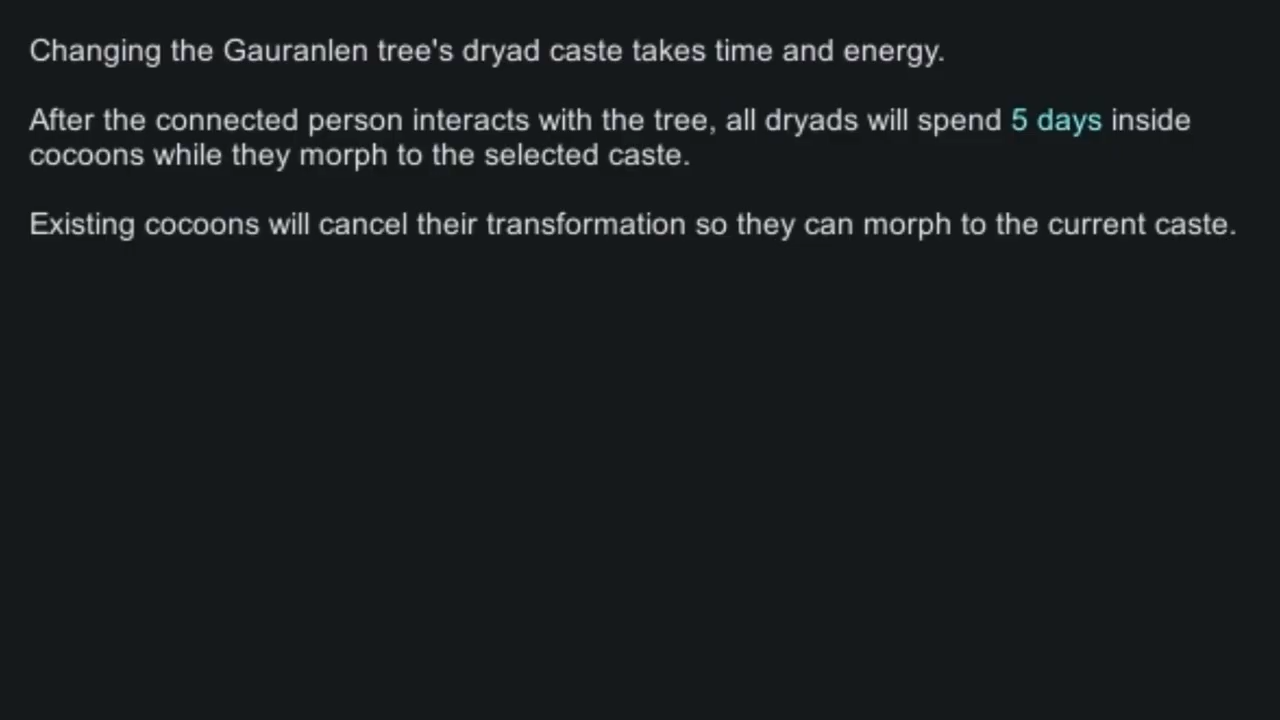 Changing the Gauranlen tree's dryad caste takes time and energy.
After the connected person interacts with the tree, all dryads will spend 5 days inside
cocoons while they morph to the selected caste.
Existing cocoons will cancel their transformation so they can morph to the current caste.